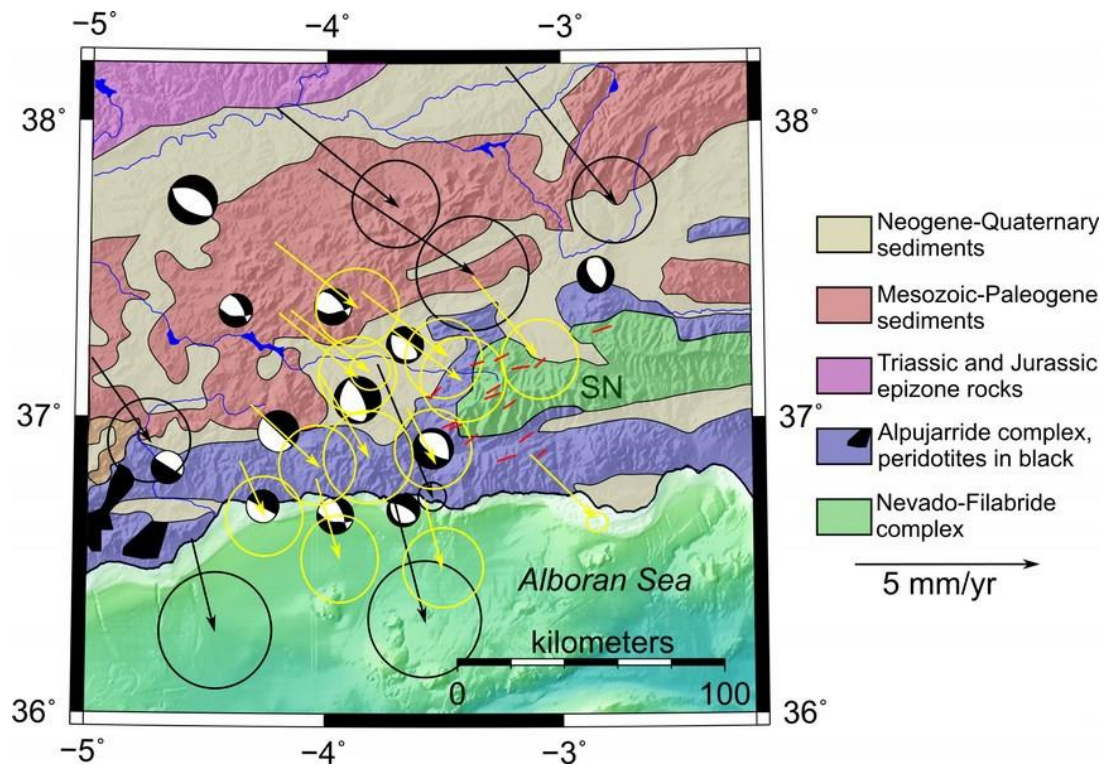 −5° −4° −3°
38° 38°
37° 37°
36° 36°
SN
Alboran Sea
kilometers
0 100
−5° −4° −3°
Neogene-Quaternary
sediments
Mesozoic-Paleogene
sediments
Triassic and Jurassic
epizone rocks
Alpujarride complex,
peridotites in black
Nevado-Filabride
complex
5 mm/yr